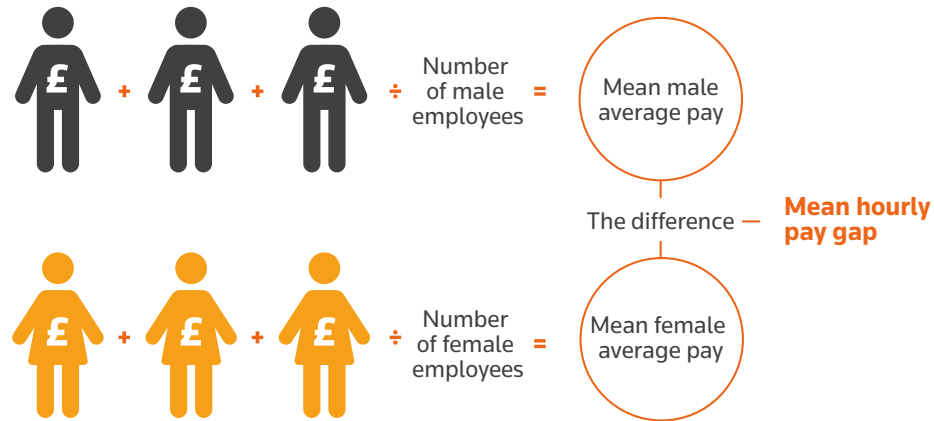 £ + £ + £ ÷ Number of male employees = Mean male average pay
The difference — Mean hourly pay gap
£ + £ + £ ÷ Number of female employees = Mean female average pay